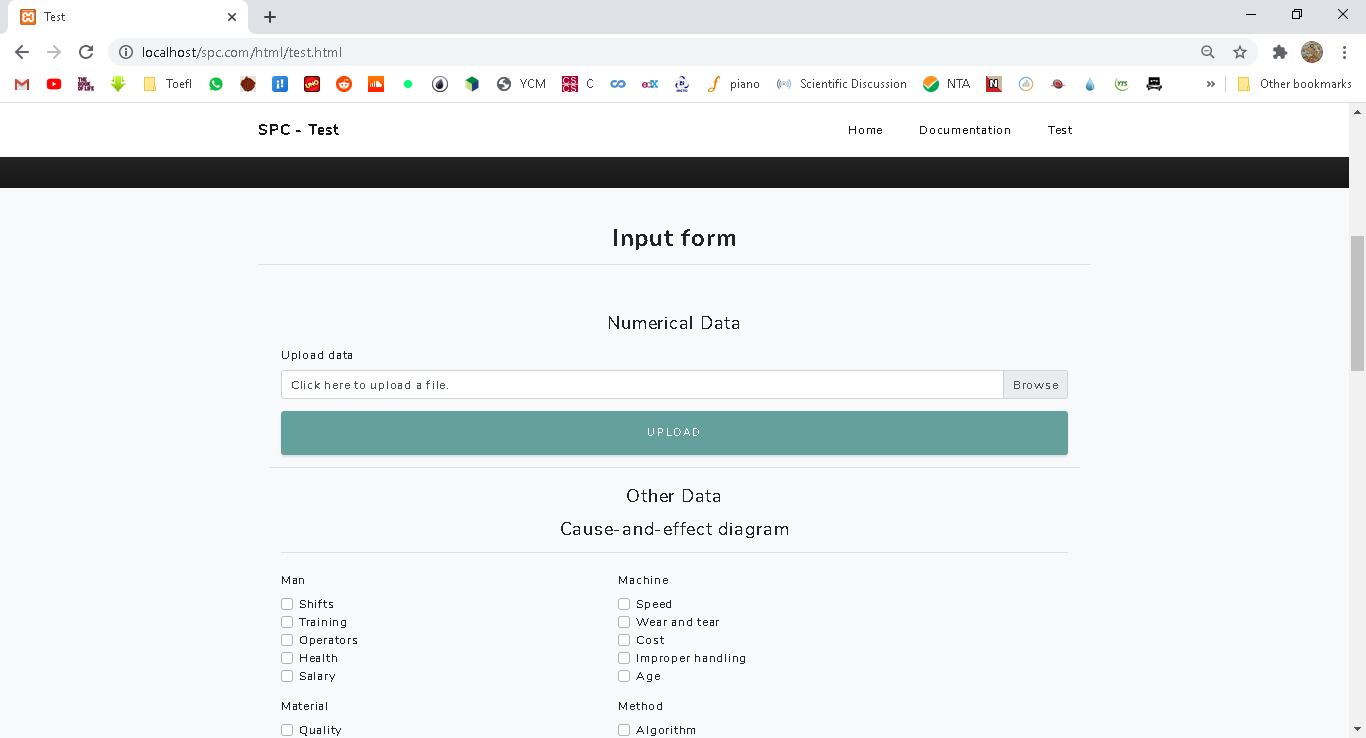 Test
localhost/spc.com/html/test.html
Toefl YCM C piano Scientific Discussion NTA Other bookmarks
SPC - Test Home Documentation Test
Input form
Numerical Data
Upload data
Click here to upload a file. Browse
UPLOAD
Other Data
Cause-and-effect diagram
Man Machine
Shifts Speed
Training Wear and tear
Operators Cost
Health Improper handling
Salary Age
Material Method
Quality Algorithm